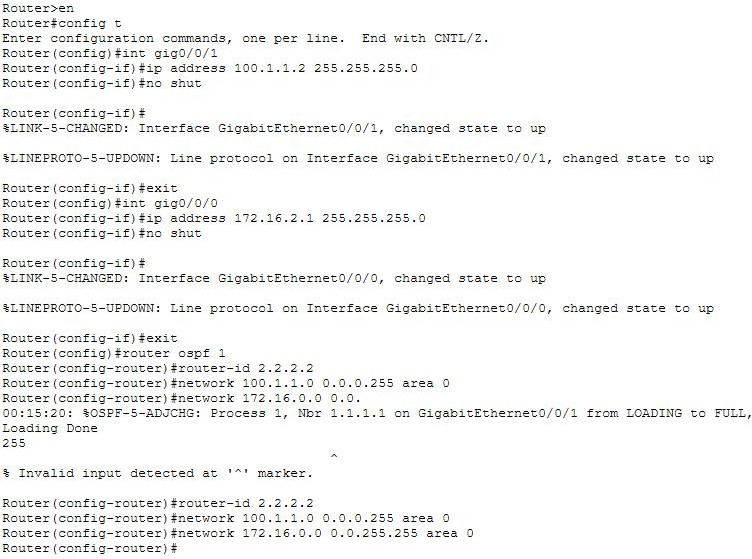 Router>en
Router#config t
Enter configuration commands, one per line.  End with CNTL/Z.
Router(config)#int gig0/0/1
Router(config-if)#ip address 100.1.1.2 255.255.255.0
Router(config-if)#no shut
Router(config-if)#
%LINK-5-CHANGED: Interface GigabitEthernet0/0/1, changed state to up
%LINEPROTO-5-UPDOWN: Line protocol on Interface GigabitEthernet0/0/1, changed state to up
Router(config-if)#exit
Router(config)#int gig0/0/0
Router(config-if)#ip address 172.16.2.1 255.255.255.0
Router(config-if)#no shut
Router(config-if)#
%LINK-5-CHANGED: Interface GigabitEthernet0/0/0, changed state to up
%LINEPROTO-5-UPDOWN: Line protocol on Interface GigabitEthernet0/0/0, changed state to up
Router(config-if)#exit
Router(config)#router ospf 1
Router(config-router)#router-id 2.2.2.2
Router(config-router)#network 100.1.1.0 0.0.0.255 area 0
Router(config-router)#network 172.16.0.0 0.0.
00:15:20: %OSPF-5-ADJCHG: Process 1, Nbr 1.1.1.1 on GigabitEthernet0/0/1 from LOADING to FULL,
Loading Done
255
^
% Invalid input detected at '^' marker.
Router(config-router)#router-id 2.2.2.2
Router(config-router)#network 100.1.1.0 0.0.0.255 area 0
Router(config-router)#network 172.16.0.0 0.0.255.255 area 0
Router(config-router)#